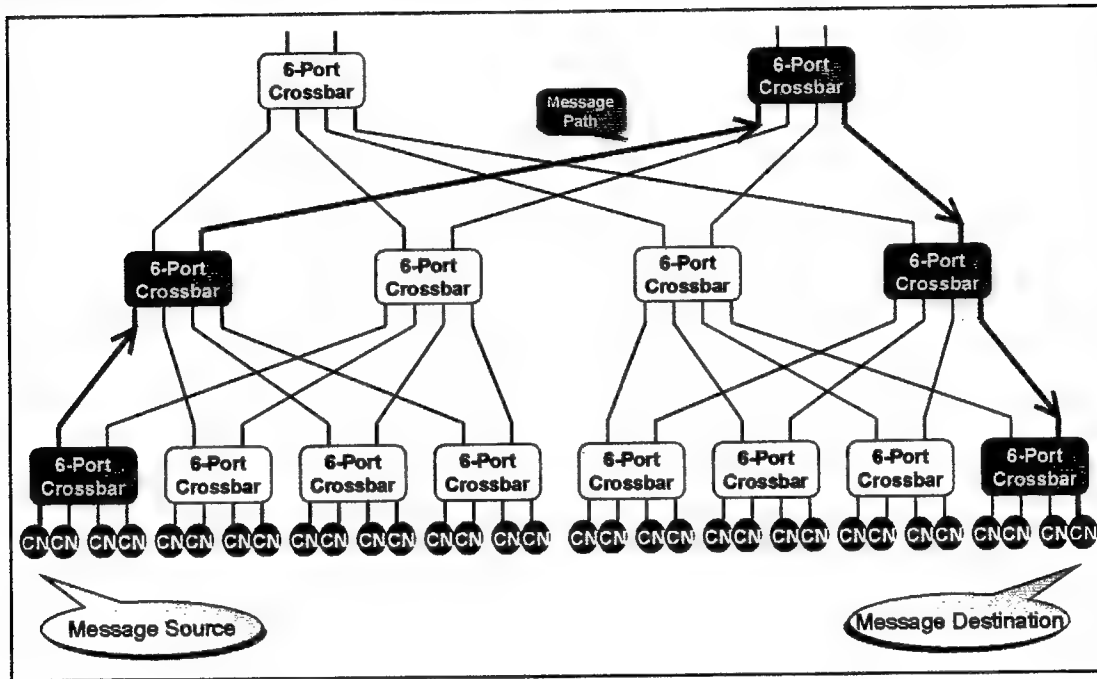 6-Port
Crossbar
6-Port
Crossbar
Message
Path
6-Port
Crossbar
6-Port
Crossbar
6-Port
Crossbar
6-Port
Crossbar
6-Port
Crossbar
6-Port
Crossbar
6-Port
Crossbar
6-Port
Crossbar
6-Port
Crossbar
6-Port
Crossbar
6-Port
Crossbar
6-Port
Crossbar
CN CN CN CN CN CN CN CN CN CN CN CN CN CN CN CN CN CN CN CN CN CN CN CN CN CN CN CN CN CN CN CN
Message Source
Message Destination